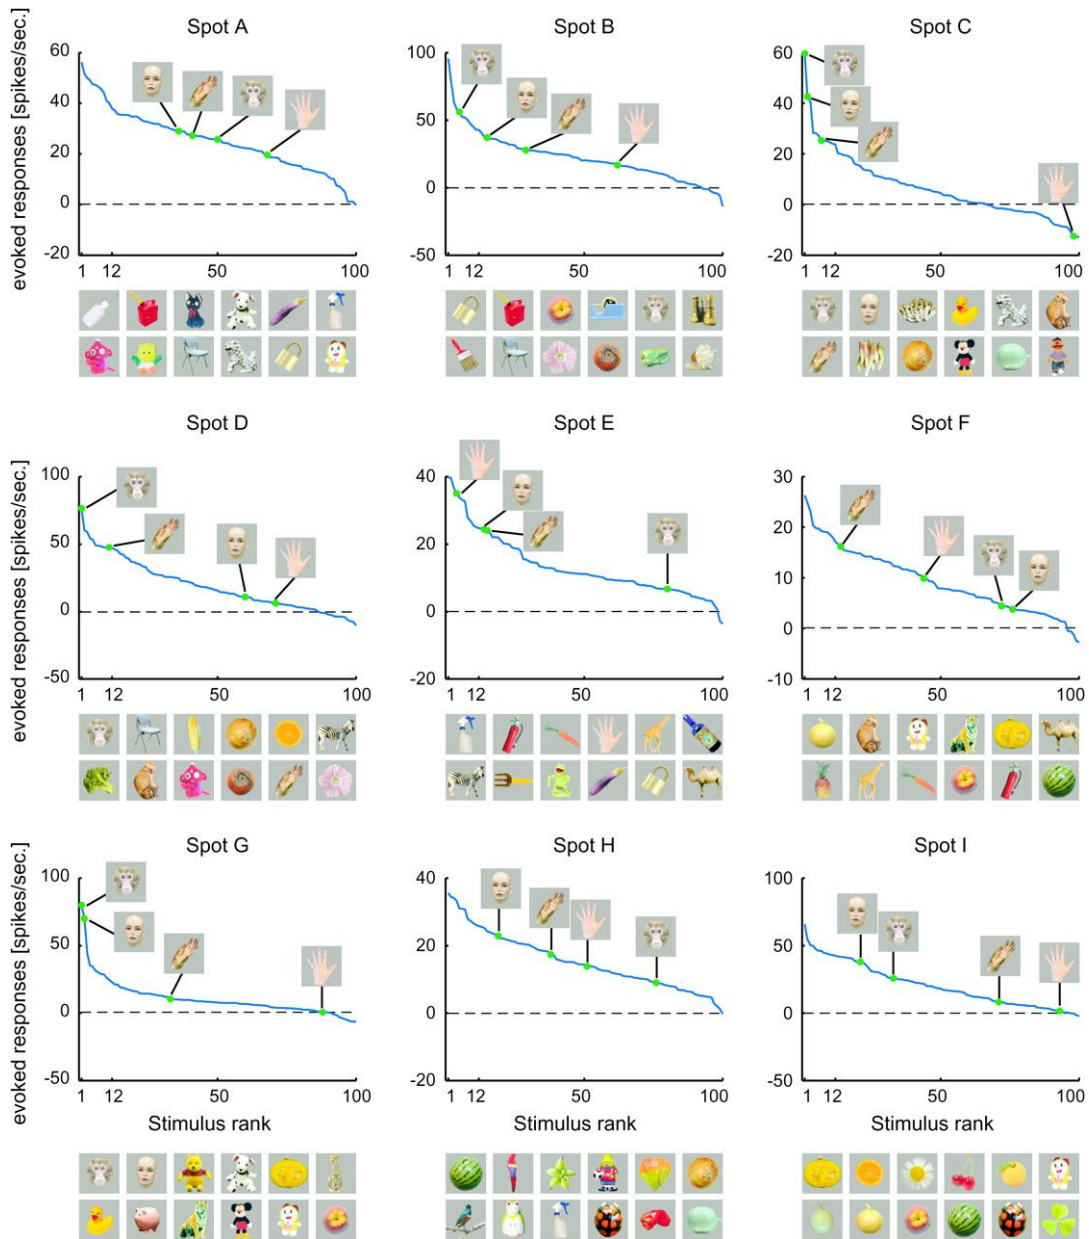 Spot A
Spot B
Spot C
evoked responses [spikes/sec.]
60
40
20
0
-20
1 12 50 100
100
50
0
-50
1 12 50 100
60
40
20
0
-20
1 12 50 100
Spot D
Spot E
Spot F
evoked responses [spikes/sec.]
100
50
0
-50
1 12 50 100
40
20
0
-20
1 12 50 100
30
20
10
0
-10
1 12 50 100
Spot G
Spot H
Spot I
evoked responses [spikes/sec.]
100
50
0
-50
1 12 50 100
Stimulus rank
40
20
0
-20
1 12 50 100
Stimulus rank
100
50
0
-50
1 12 50 100
Stimulus rank